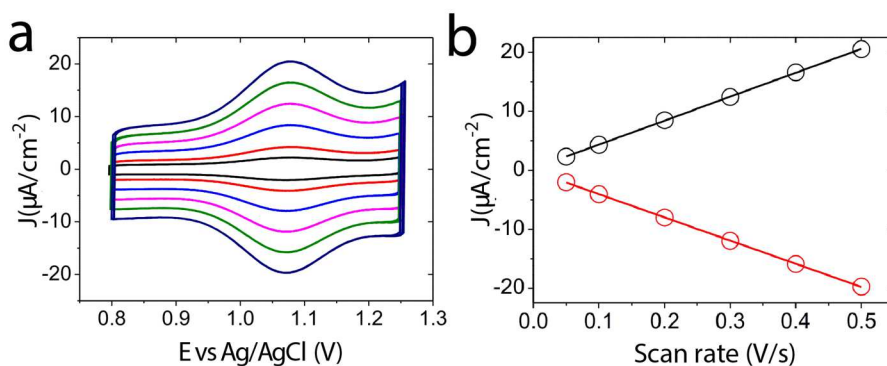 a
20
10
0
-10
-20
J(μA/cm⁻²)
0.8 0.9 1.0 1.1 1.2 1.3
E vs Ag/AgCl (V)
b
20
10
0
-10
-20
J(μA/cm⁻²)
0.0 0.1 0.2 0.3 0.4 0.5
Scan rate (V/s)